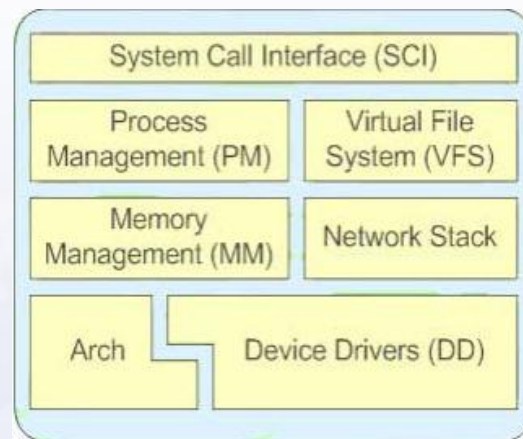 System Call Interface (SCI)
Process
Management (PM)
Virtual File
System (VFS)
Memory
Management (MM)
Network Stack
Arch
Device Drivers (DD)